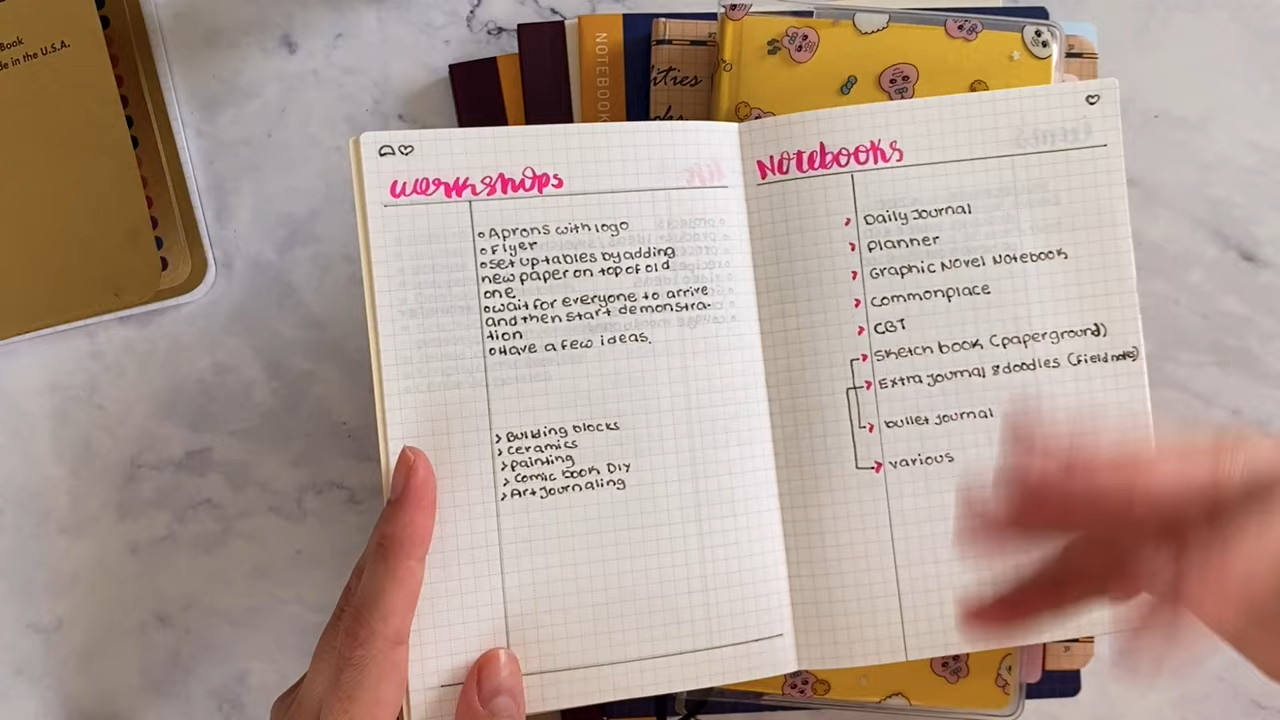 Book
de in the U.S.A.
NOTEBOOK
lities
workshops
Aprons with logo
Flyer
set up tables by adding
new paper on top of old
one
wait for everyone to arrive
and then start demonstra-
tion
Have a few ideas.
> Building blocks
> ceramics
> painting
> Comic book DIY
> Art Journaling
Notebooks
> Daily Journal
> Planner
> Graphic Novel Notebook
> Commonplace
> CBT
> Sketch book (paperground)
> Extra Journal & doodles (field notes)
> bullet journal
> various